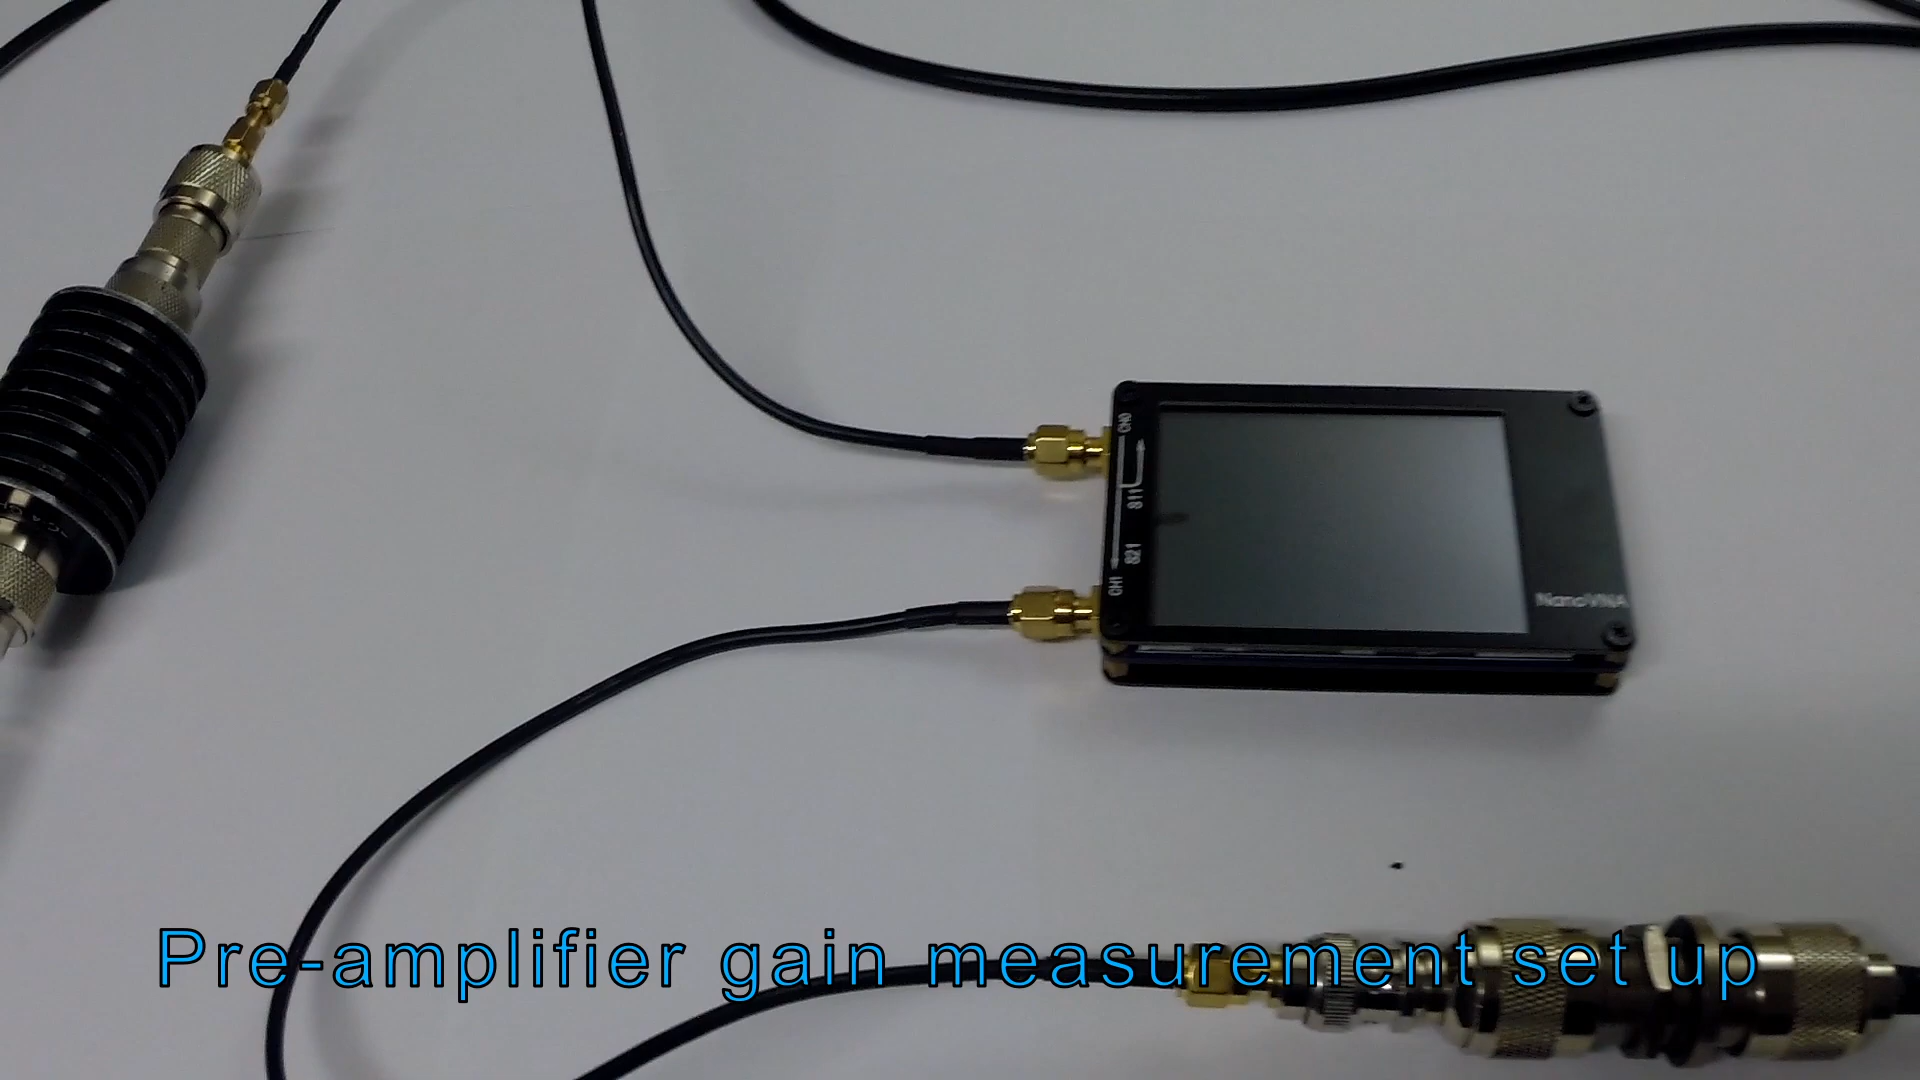 CH0
S11
S21
CH1
NanoVNA
Pre-amplifier gain measurement set up